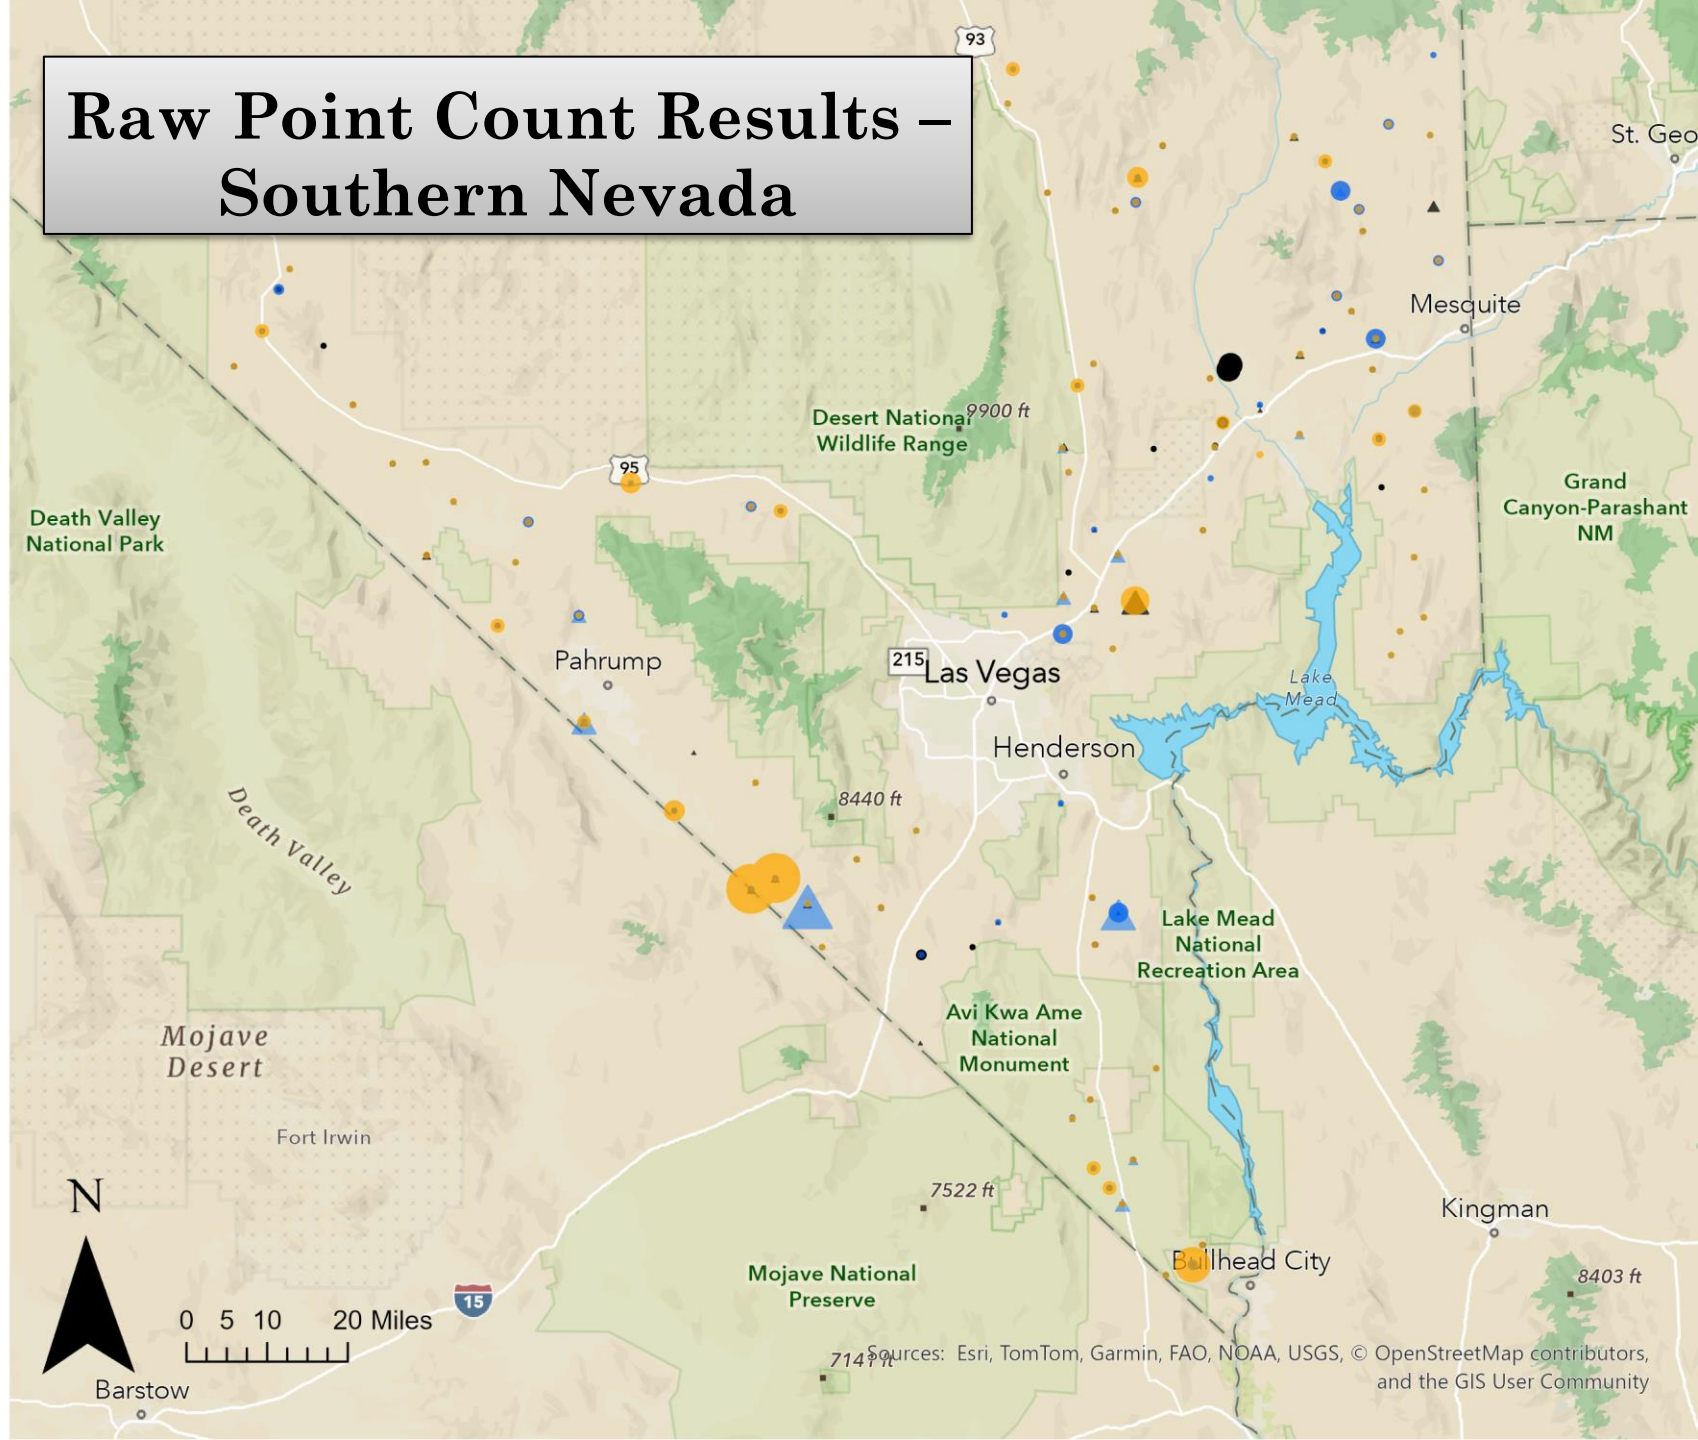 93
Raw Point Count Results –
Southern Nevada
St. Geo
Mesquite
9900 ft
Desert National
Wildlife Range
95
Grand
Canyon-Parashant
NM
Death Valley
National Park
Pahrump
215
Las Vegas
Lake
Mead
Henderson
8440 ft
Death Valley
Lake Mead
National
Recreation Area
Avi Kwa Ame
National
Monument
Mojave
Desert
Fort Irwin
N
7522 ft
Kingman
Bullhead City
Mojave National
Preserve
8403 ft
15
0 5 10 20 Miles
7141 ft
Sources: Esri, TomTom, Garmin, FAO, NOAA, USGS, © OpenStreetMap contributors,
and the GIS User Community
Barstow